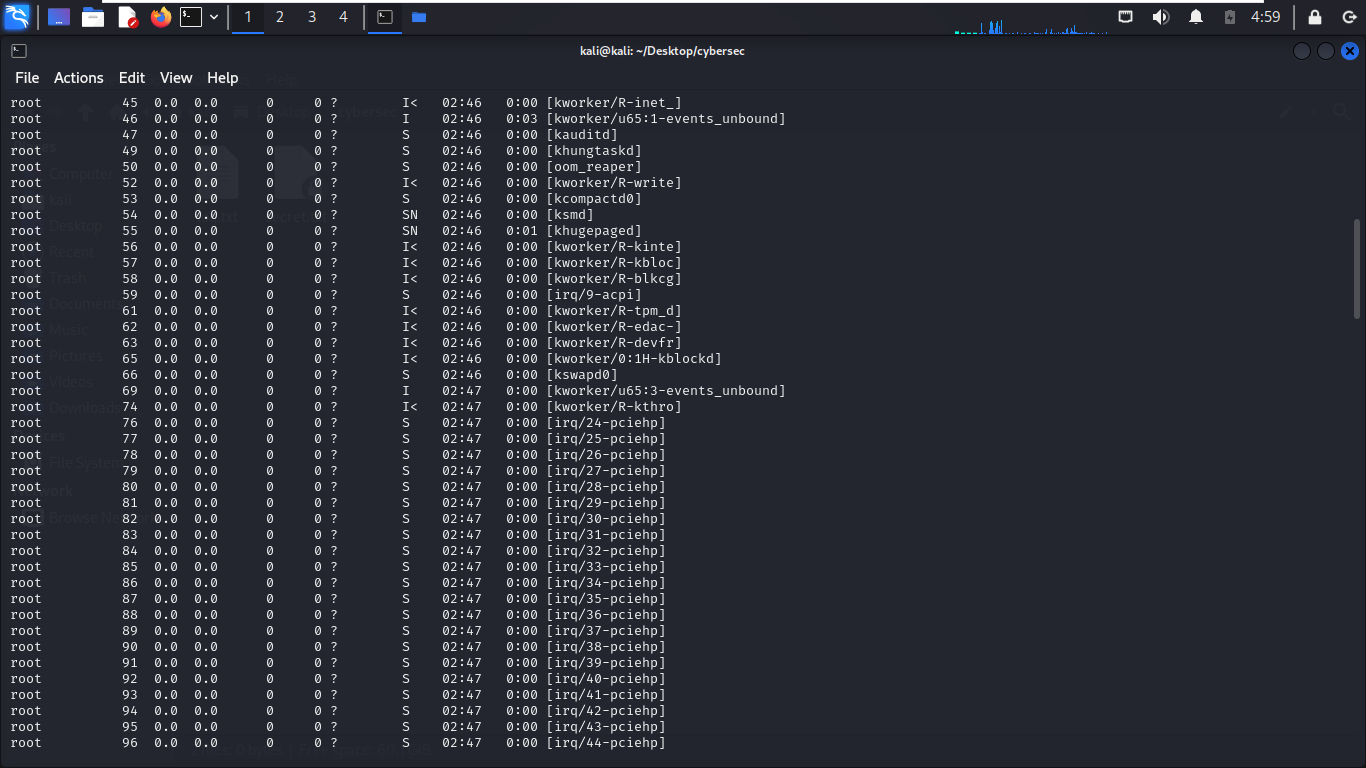 1 2 3 4 4:59
kali@kali: ~/Desktop/cybersec
File Actions Edit View Help
root 45 0.0 0.0 0 0 ? I< 02:46 0:00 [kworker/R-inet_]
root 46 0.0 0.0 0 0 ? I 02:46 0:03 [kworker/u65:1-events_unbound]
root 47 0.0 0.0 0 0 ? S 02:46 0:00 [kauditd]
root 49 0.0 0.0 0 0 ? S 02:46 0:00 [khungtaskd]
root 50 0.0 0.0 0 0 ? S 02:46 0:00 [oom_reaper]
root 52 0.0 0.0 0 0 ? I< 02:46 0:00 [kworker/R-write]
root 53 0.0 0.0 0 0 ? S 02:46 0:00 [kcompactd0]
root 54 0.0 0.0 0 0 ? SN 02:46 0:00 [ksmd]
root 55 0.0 0.0 0 0 ? SN 02:46 0:01 [khugepaged]
root 56 0.0 0.0 0 0 ? I< 02:46 0:00 [kworker/R-kinte]
root 57 0.0 0.0 0 0 ? I< 02:46 0:00 [kworker/R-kbloc]
root 58 0.0 0.0 0 0 ? I< 02:46 0:00 [kworker/R-blkcg]
root 59 0.0 0.0 0 0 ? S 02:46 0:00 [irq/9-acpi]
root 61 0.0 0.0 0 0 ? I< 02:46 0:00 [kworker/R-tpm_d]
root 62 0.0 0.0 0 0 ? I< 02:46 0:00 [kworker/R-edac-]
root 63 0.0 0.0 0 0 ? I< 02:46 0:00 [kworker/R-devfr]
root 65 0.0 0.0 0 0 ? I< 02:46 0:00 [kworker/0:1H-kblockd]
root 66 0.0 0.0 0 0 ? S 02:46 0:00 [kswapd0]
root 69 0.0 0.0 0 0 ? I 02:47 0:00 [kworker/u65:3-events_unbound]
root 74 0.0 0.0 0 0 ? I< 02:47 0:00 [kworker/R-kthro]
root 76 0.0 0.0 0 0 ? S 02:47 0:00 [irq/24-pciehp]
root 77 0.0 0.0 0 0 ? S 02:47 0:00 [irq/25-pciehp]
root 78 0.0 0.0 0 0 ? S 02:47 0:00 [irq/26-pciehp]
root 79 0.0 0.0 0 0 ? S 02:47 0:00 [irq/27-pciehp]
root 80 0.0 0.0 0 0 ? S 02:47 0:00 [irq/28-pciehp]
root 81 0.0 0.0 0 0 ? S 02:47 0:00 [irq/29-pciehp]
root 82 0.0 0.0 0 0 ? S 02:47 0:00 [irq/30-pciehp]
root 83 0.0 0.0 0 0 ? S 02:47 0:00 [irq/31-pciehp]
root 84 0.0 0.0 0 0 ? S 02:47 0:00 [irq/32-pciehp]
root 85 0.0 0.0 0 0 ? S 02:47 0:00 [irq/33-pciehp]
root 86 0.0 0.0 0 0 ? S 02:47 0:00 [irq/34-pciehp]
root 87 0.0 0.0 0 0 ? S 02:47 0:00 [irq/35-pciehp]
root 88 0.0 0.0 0 0 ? S 02:47 0:00 [irq/36-pciehp]
root 89 0.0 0.0 0 0 ? S 02:47 0:00 [irq/37-pciehp]
root 90 0.0 0.0 0 0 ? S 02:47 0:00 [irq/38-pciehp]
root 91 0.0 0.0 0 0 ? S 02:47 0:00 [irq/39-pciehp]
root 92 0.0 0.0 0 0 ? S 02:47 0:00 [irq/40-pciehp]
root 93 0.0 0.0 0 0 ? S 02:47 0:00 [irq/41-pciehp]
root 94 0.0 0.0 0 0 ? S 02:47 0:00 [irq/42-pciehp]
root 95 0.0 0.0 0 0 ? S 02:47 0:00 [irq/43-pciehp]
root 96 0.0 0.0 0 0 ? S 02:47 0:00 [irq/44-pciehp]
Computer
kali
Desktop
Recent
Trash
Documents
Music
Pictures
Videos
Downloads
File System
Browse Network